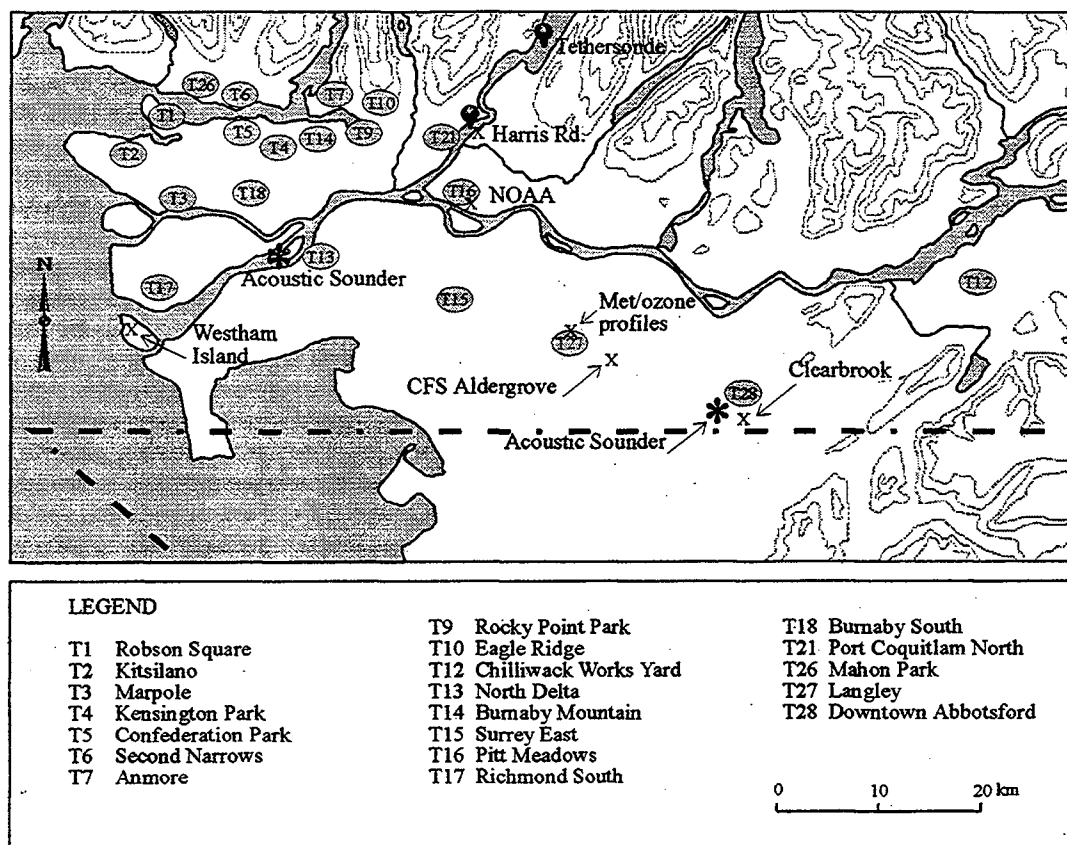 Tethersonde
T26
T6
T7
T10
T1
T5
T4
T14
T9
T21
Harris Rd.
T2
T3
T18
T16
NOAA
N
Acoustic Sounder
T13
T17
T15
T12
Met/ozone
profiles
Westham
Island
T27
CFS Aldergrove
Clearbrook
T28
Acoustic Sounder
LEGEND
T1 Robson Square
T2 Kitsilano
T3 Marpole
T4 Kensington Park
T5 Confederation Park
T6 Second Narrows
T7 Anmore
T9 Rocky Point Park
T10 Eagle Ridge
T12 Chilliwack Works Yard
T13 North Delta
T14 Burnaby Mountain
T15 Surrey East
T16 Pitt Meadows
T17 Richmond South
T18 Burnaby South
T21 Port Coquitlam North
T26 Mahon Park
T27 Langley
T28 Downtown Abbotsford
0 10 20 km